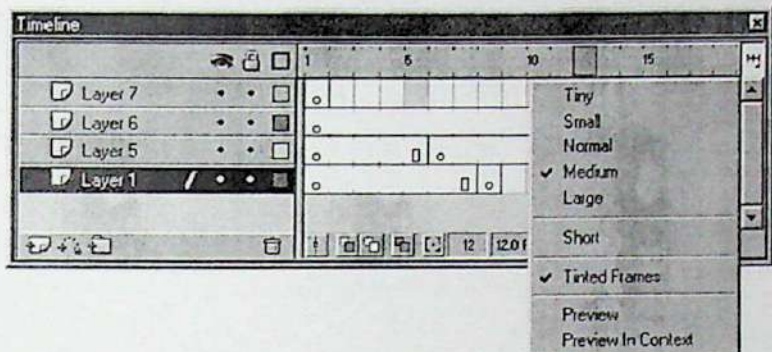 Timeline
1 5 10 15
Layer 7
Layer 6
Layer 5
Layer 1
12 12.0 F
Tiny
Small
Normal
✓ Medium
Large
Short
✓ Tinted Frames
Preview
Preview In Context